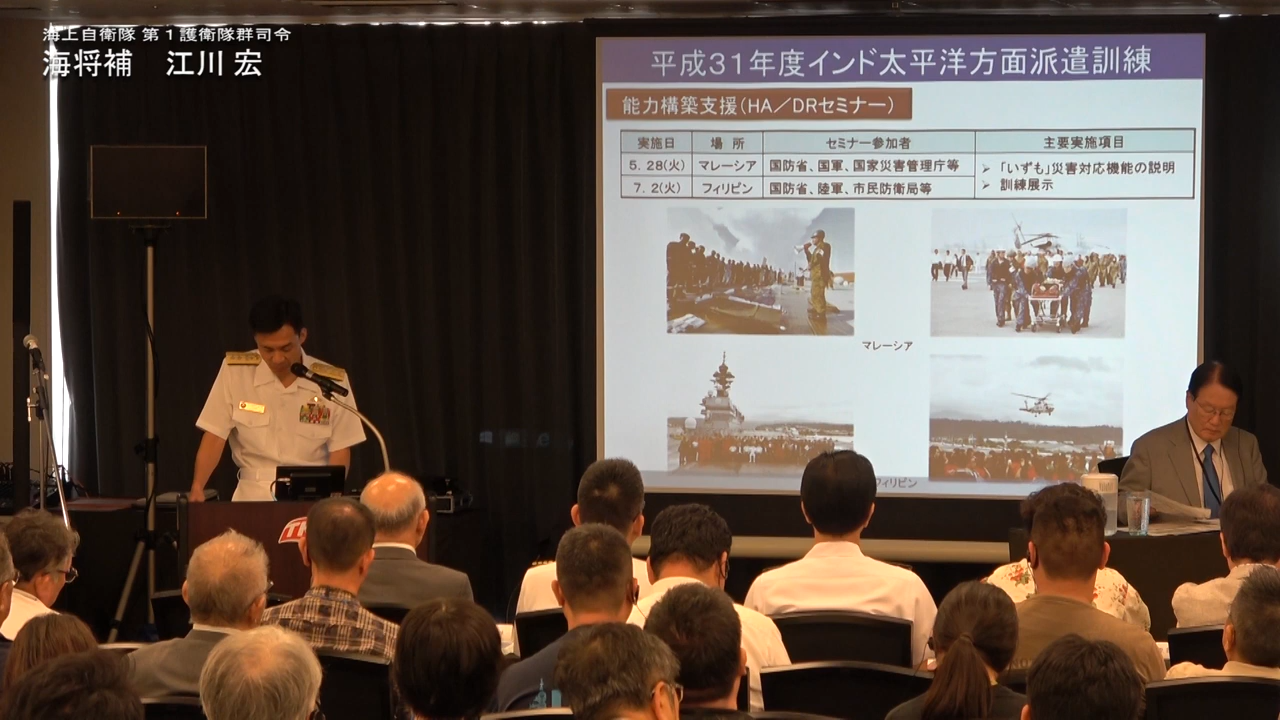 海上自衛隊 第1護衛隊群司令
海将補　江川 宏
平成31年度インド太平洋方面派遣訓練
能力構築支援(HA／DRセミナー)
実施日 場所 セミナー参加者 主要実施項目
5.28(火) マレーシア 国防省、国軍、国家災害管理庁等
7.2(火) フィリピン 国防省、陸軍、市民防衛局等
➢ 「いずも」災害対応機能の説明
➢ 訓練展示
マレーシア
フィリピン